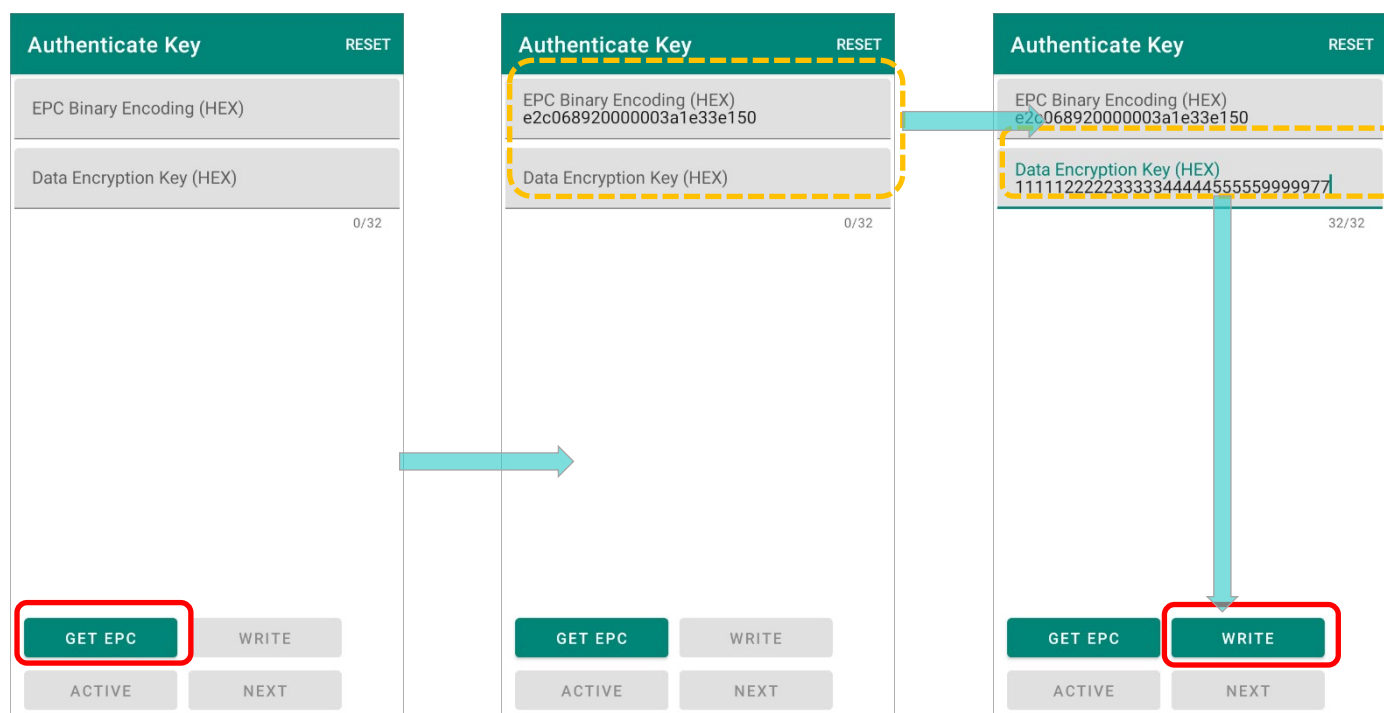 Authenticate Key RESET
EPC Binary Encoding (HEX)
Data Encryption Key (HEX)
0/32
GET EPC WRITE
ACTIVE NEXT
Authenticate Key RESET
EPC Binary Encoding (HEX)
e2c068920000003a1e33e150
Data Encryption Key (HEX)
0/32
GET EPC WRITE
ACTIVE NEXT
Authenticate Key RESET
EPC Binary Encoding (HEX)
e2c068920000003a1e33e150
Data Encryption Key (HEX)
11111222223333344444555559999977
32/32
GET EPC WRITE
ACTIVE NEXT